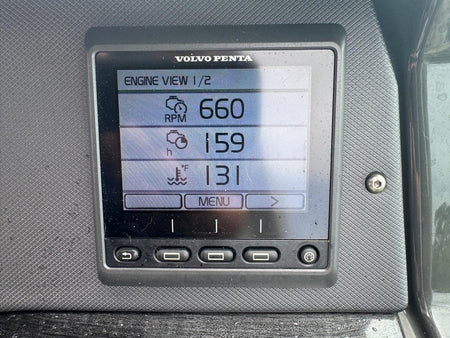 VOLVO PENTA
ENGINE VIEW 1/2
RPM 660
h 159
°F 131
MENU >